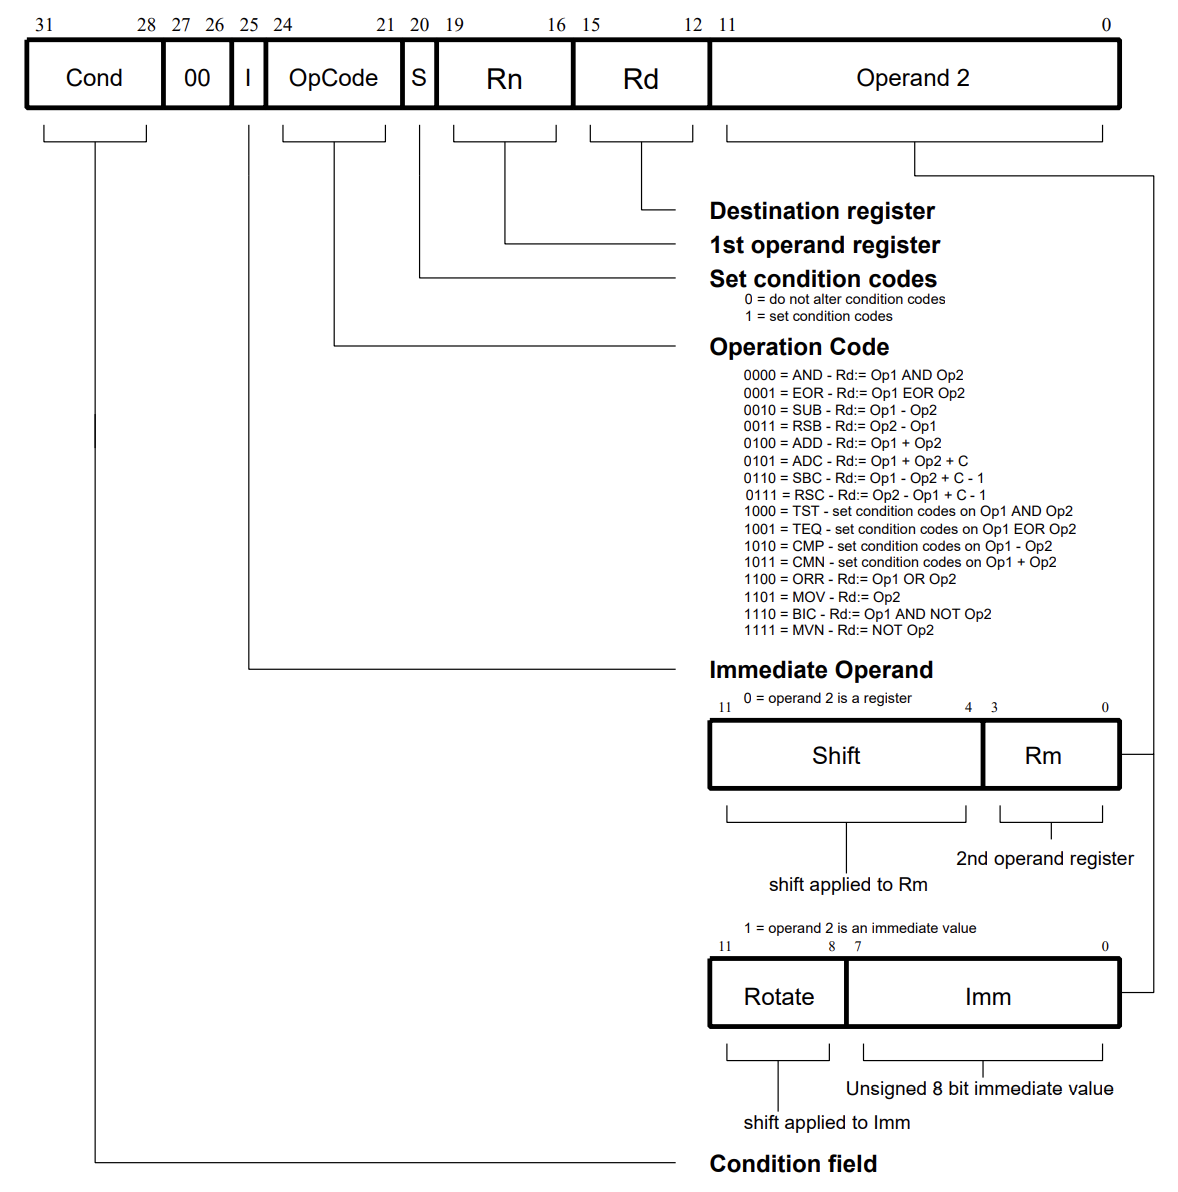 31 28 27 26 25 24 21 20 19 16 15 12 11 0
Cond 00 I OpCode S Rn Rd Operand 2
Destination register
1st operand register
Set condition codes
0 = do not alter condition codes
1 = set condition codes
Operation Code
0000 = AND - Rd:= Op1 AND Op2
0001 = EOR - Rd:= Op1 EOR Op2
0010 = SUB - Rd:= Op1 - Op2
0011 = RSB - Rd:= Op2 - Op1
0100 = ADD - Rd:= Op1 + Op2
0101 = ADC - Rd:= Op1 + Op2 + C
0110 = SBC - Rd:= Op1 - Op2 + C - 1
0111 = RSC - Rd:= Op2 - Op1 + C - 1
1000 = TST - set condition codes on Op1 AND Op2
1001 = TEQ - set condition codes on Op1 EOR Op2
1010 = CMP - set condition codes on Op1 - Op2
1011 = CMN - set condition codes on Op1 + Op2
1100 = ORR - Rd:= Op1 OR Op2
1101 = MOV - Rd:= Op2
1110 = BIC - Rd:= Op1 AND NOT Op2
1111 = MVN - Rd:= NOT Op2
Immediate Operand
0 = operand 2 is a register
11 4 3 0
Shift Rm
2nd operand register
shift applied to Rm
1 = operand 2 is an immediate value
11 8 7 0
Rotate Imm
Unsigned 8 bit immediate value
shift applied to Imm
Condition field